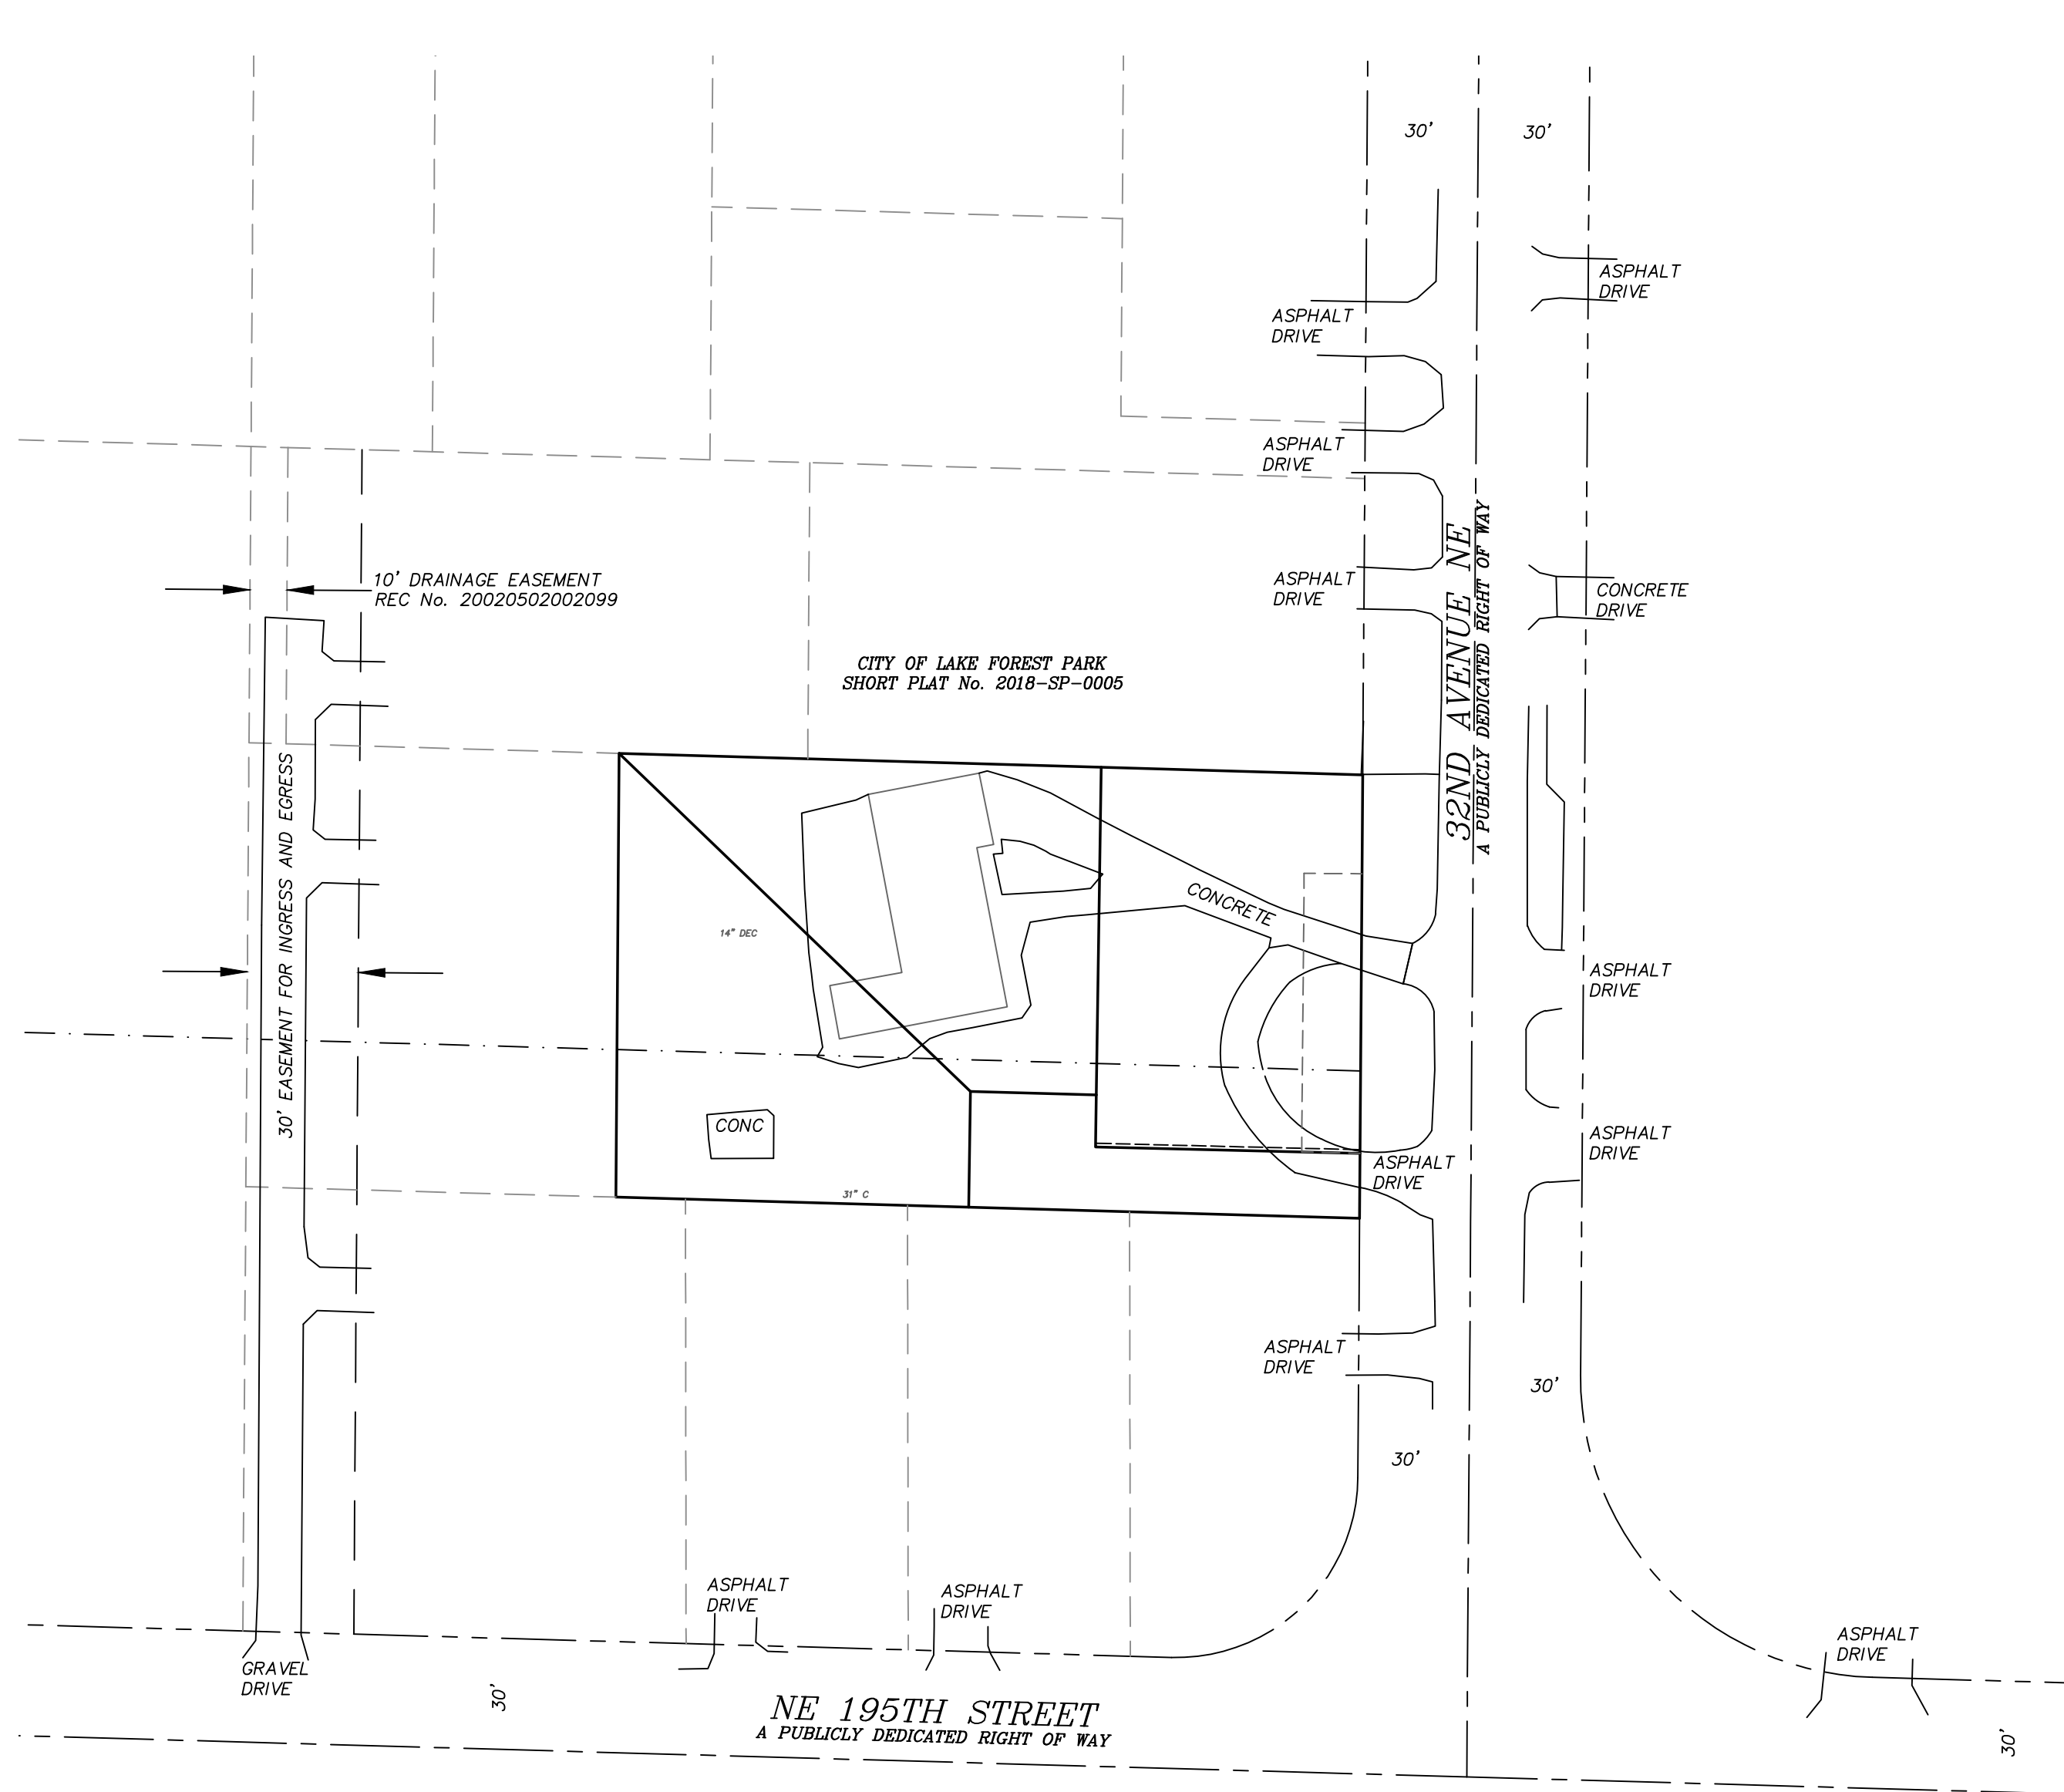 30'
30'
ASPHALT
DRIVE
ASPHALT
DRIVE
ASPHALT
DRIVE
10' DRAINAGE EASEMENT
REC No. 20020502002099
ASPHALT
DRIVE
CONCRETE
DRIVE
32ND AVENUE NE
A PUBLICLY DEDICATED RIGHT OF WAY
CITY OF LAKE FOREST PARK
SHORT PLAT No. 2018-SP-0005
30' EASEMENT FOR INGRESS AND EGRESS
CONCRETE
14" DEC
ASPHALT
DRIVE
CONC
ASPHALT
DRIVE
ASPHALT
DRIVE
31" C
ASPHALT
DRIVE
30'
30'
ASPHALT
DRIVE
ASPHALT
DRIVE
ASPHALT
DRIVE
GRAVEL
DRIVE
30'
NE 195TH STREET
A PUBLICLY DEDICATED RIGHT OF WAY
30'